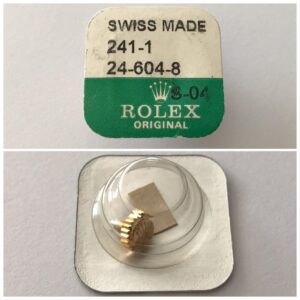 SWISS MADE
241-1
24-604-8
S-04
ROLEX
ORIGINAL